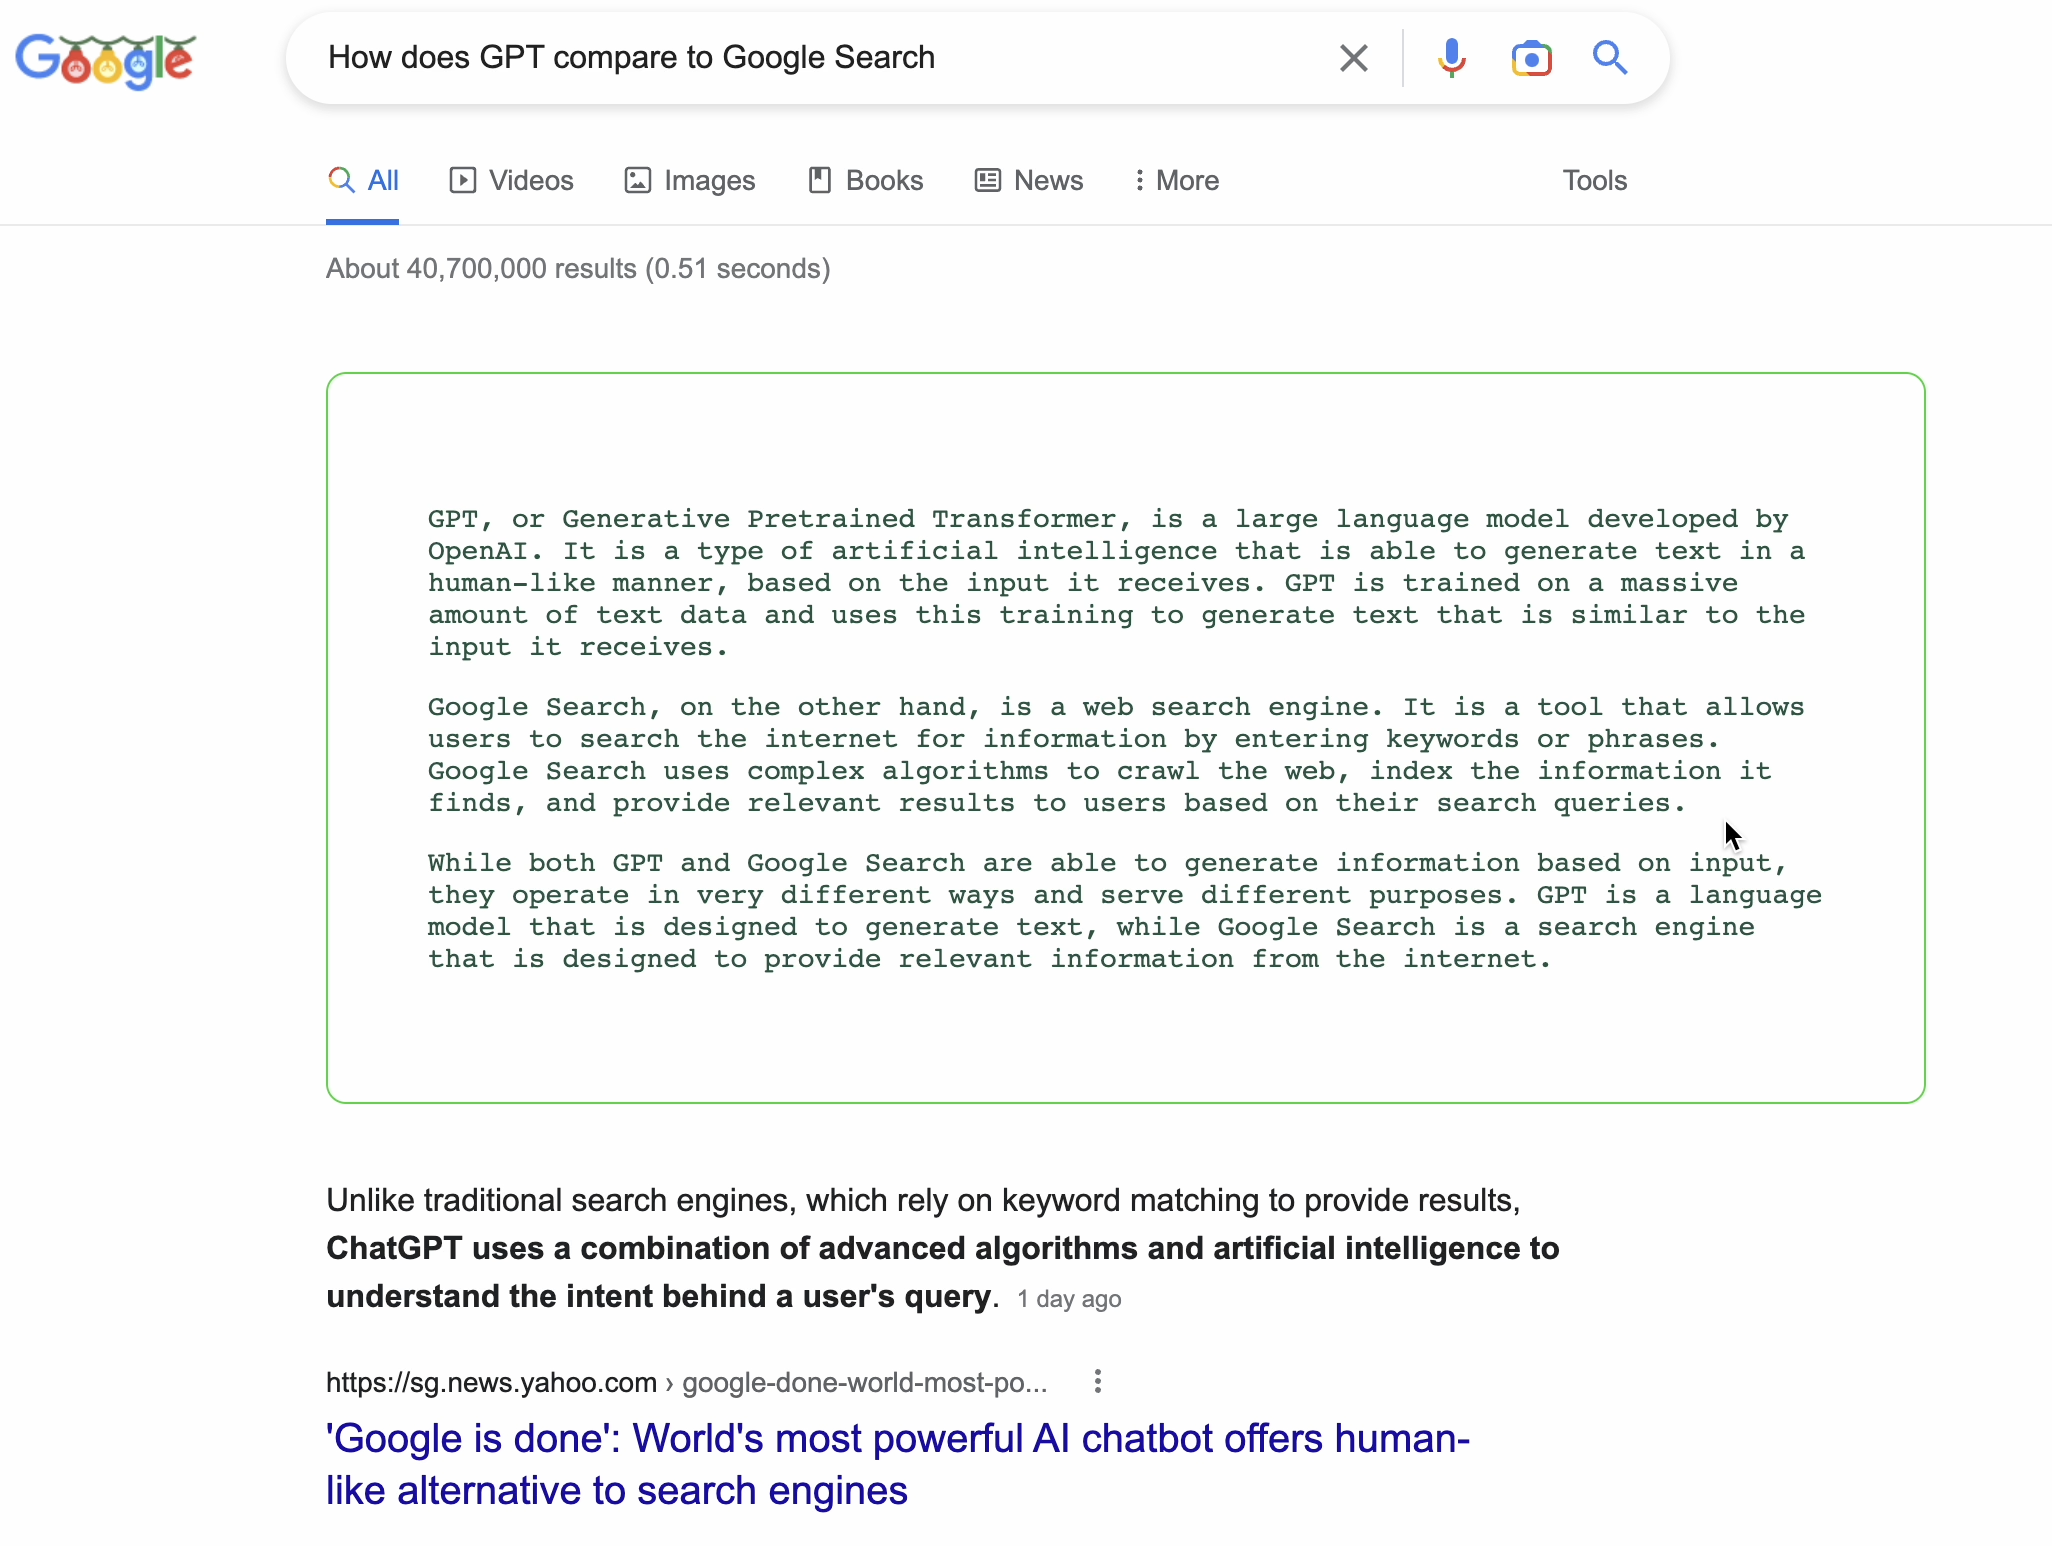 Google
How does GPT compare to Google Search
All Videos Images Books News More Tools
About 40,700,000 results (0.51 seconds)
GPT, or Generative Pretrained Transformer, is a large language model developed by
OpenAI. It is a type of artificial intelligence that is able to generate text in a
human-like manner, based on the input it receives. GPT is trained on a massive
amount of text data and uses this training to generate text that is similar to the
input it receives.
Google Search, on the other hand, is a web search engine. It is a tool that allows
users to search the internet for information by entering keywords or phrases.
Google Search uses complex algorithms to crawl the web, index the information it
finds, and provide relevant results to users based on their search queries.
While both GPT and Google Search are able to generate information based on input,
they operate in very different ways and serve different purposes. GPT is a language
model that is designed to generate text, while Google Search is a search engine
that is designed to provide relevant information from the internet.
Unlike traditional search engines, which rely on keyword matching to provide results,
ChatGPT uses a combination of advanced algorithms and artificial intelligence to
understand the intent behind a user's query. 1 day ago
https://sg.news.yahoo.com › google-done-world-most-po...
'Google is done': World's most powerful AI chatbot offers human-
like alternative to search engines